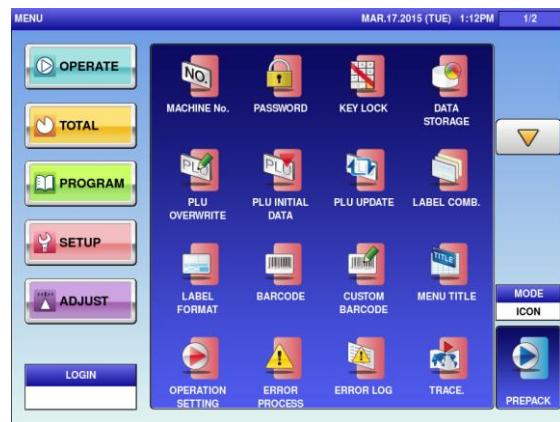 MENU
MAR.17.2015 (TUE) 1:12PM
1/2
OPERATE
TOTAL
PROGRAM
SETUP
ADJUST
LOGIN
NO.
MACHINE No.
PASSWORD
KEY LOCK
DATA
STORAGE
PLU
PLU
OVERWRITE
PLU
PLU INITIAL
DATA
PLU UPDATE
LABEL COMB.
LABEL
FORMAT
BARCODE
CUSTOM
BARCODE
TITLE
MENU TITLE
OPERATION
SETTING
ERROR
PROCESS
ERROR LOG
TRACE.
MODE
ICON
PREPACK